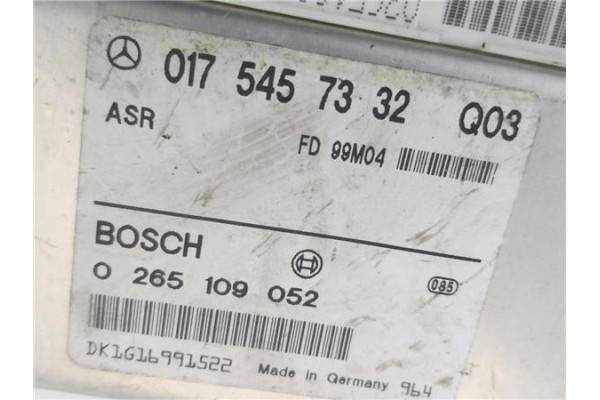 017 545 73 32 Q03
ASR
FD 99M04
BOSCH
0 265 109 052
085
DK1G16991522
Made in Germany 964